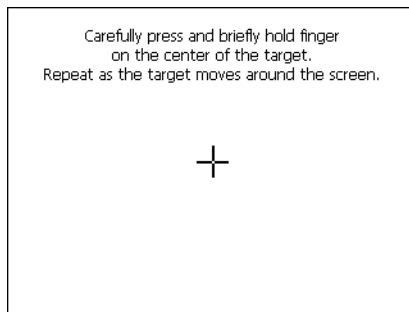 Carefully press and briefly hold finger
on the center of the target.
Repeat as the target moves around the screen.